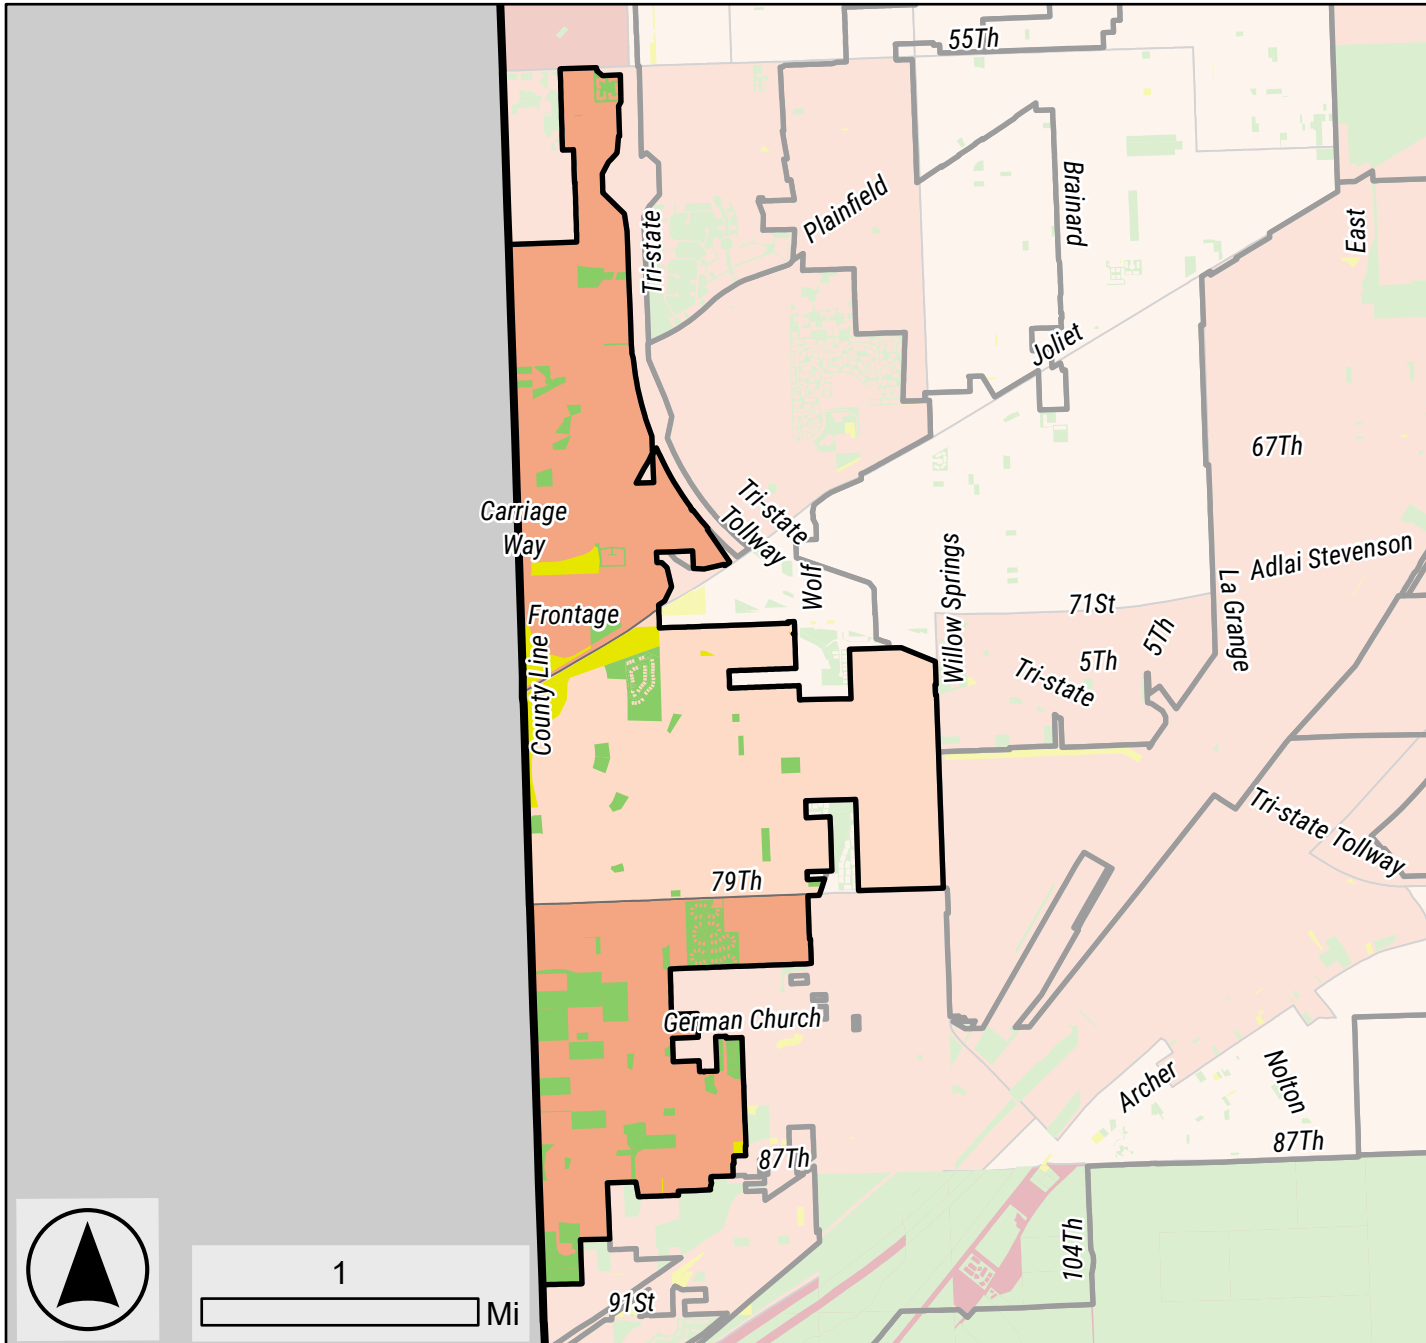 55Th
Plainfield
Brainard
Tri-state
East
Joliet
67Th
Carriage
Way
Tri-state
Tollway
Wolf
Willow Springs
Adlai Stevenson
Frontage
71St
La Grange
5Th
5Th
County Line
Tri-state
Tri-state Tollway
79Th
German Church
Archer
Nolton
87Th
87Th
104Th
91St
1
Mi